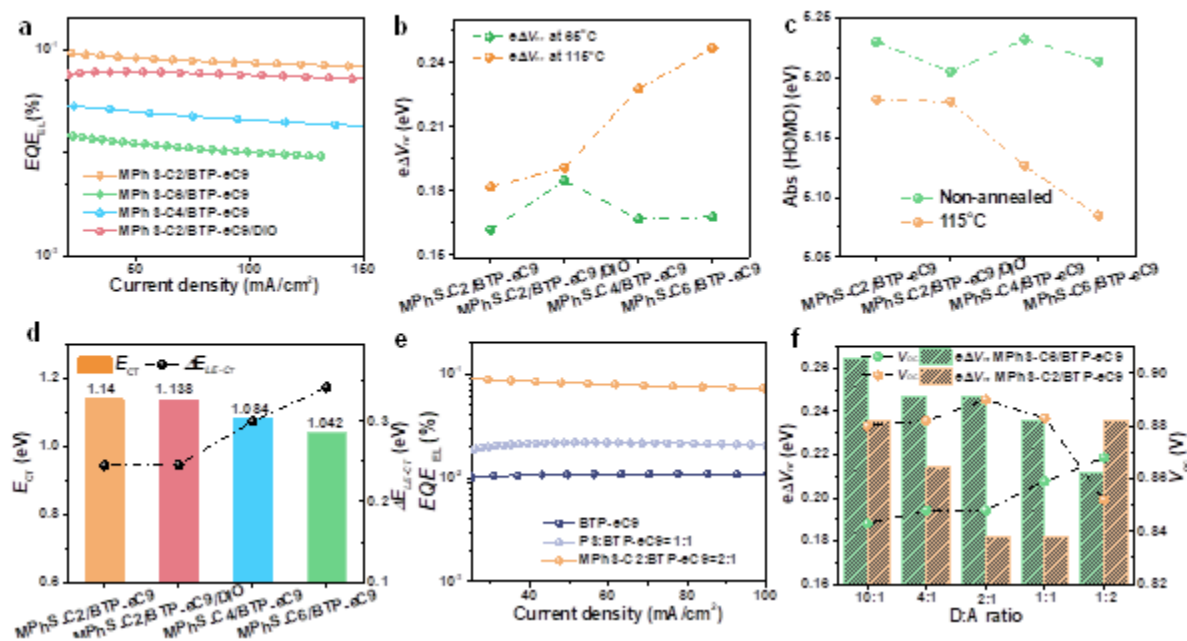 a
10⁻¹
10⁻³
EQE_EL (%)
MPhS-C2/BTP-eC9
MPhS-C6/BTP-eC9
MPhS-C4/BTP-eC9
MPhS-C2/BTP-eC9/DIO
50
100
150
Current density (mA/cm²)
b
eΔVnr at 65°C
eΔVnr at 115°C
0.24
0.21
0.18
0.15
eΔVnr (eV)
MPhS-C2/BTP-eC9
MPhS-C2/BTP-eC9/DIO
MPhS-C4/BTP-eC9
MPhS-C6/BTP-eC9
c
5.25
5.20
5.15
5.10
5.05
Abs (HOMO) (eV)
Non-annealed
115°C
MPhS-C2/BTP-eC9
MPhS-C2/BTP-eC9/DIO
MPhS-C4/BTP-eC9
MPhS-C6/BTP-eC9
d
E_CT
ΔE_LE-CT
1.2
1.0
0.8
0.6
E_CT (eV)
1.14
1.138
1.084
1.042
0.3
0.2
0.1
ΔE_LE-CT (eV)
MPhS-C2/BTP-eC9
MPhS-C2/BTP-eC9/DIO
MPhS-C4/BTP-eC9
MPhS-C6/BTP-eC9
e
10⁻¹
10⁻²
10⁻³
EQE_EL (%)
BTP-eC9
PS:BTP-eC9=1:1
MPhS-C2:BTP-eC9=2:1
40
60
80
100
Current density (mA/cm²)
f
V_OC eΔVnr MPhS-C6/BTP-eC9
V_OC eΔVnr MPhS-C2/BTP-eC9
0.26
0.24
0.22
0.20
0.18
0.16
eΔVnr (eV)
0.90
0.88
0.86
0.84
0.82
V_OC (V)
10:1
4:1
2:1
1:1
1:2
D:A ratio